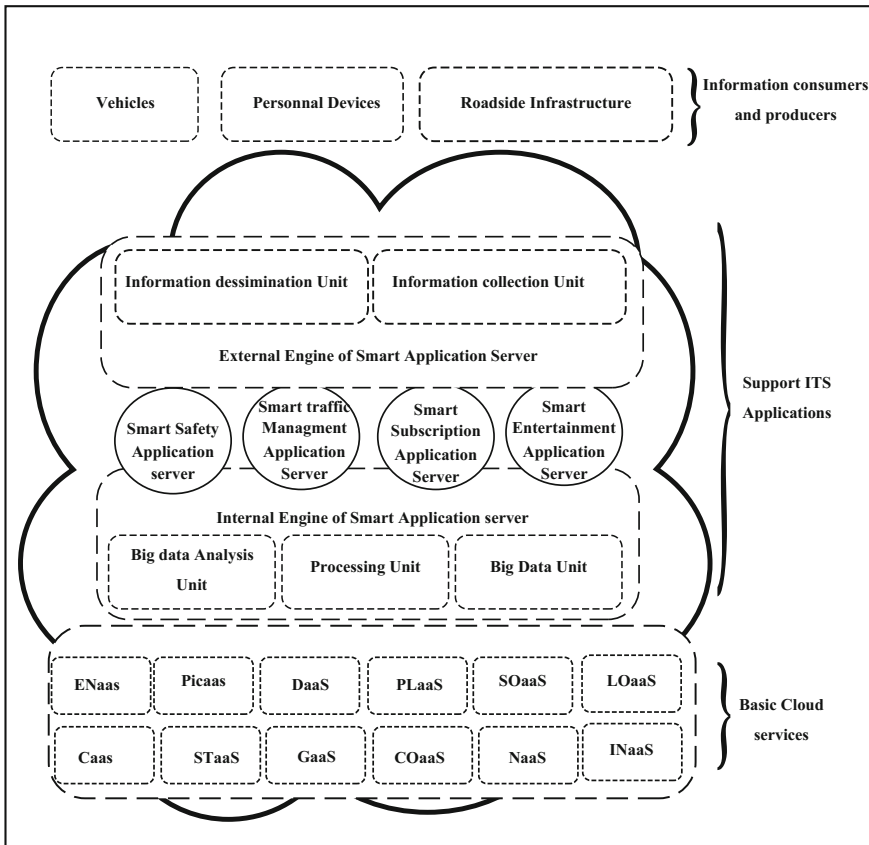 Vehicles
Personnal Devices
Roadside Infrastructure
Information consumers
and producers
Information dessimination Unit
Information collection Unit
External Engine of Smart Application Server
Support ITS
Applications
Smart Safety
Application
server
Smart traffic
Managment
Application
Server
Smart
Subscription
Application
Server
Smart
Entertainment
Application
Server
Internal Engine of Smart Application server
Big data Analysis
Unit
Processing Unit
Big Data Unit
ENaas
Picaas
DaaS
PLaaS
SOaaS
LOaaS
Basic Cloud
services
Caas
STaaS
GaaS
COaaS
NaaS
INaaS